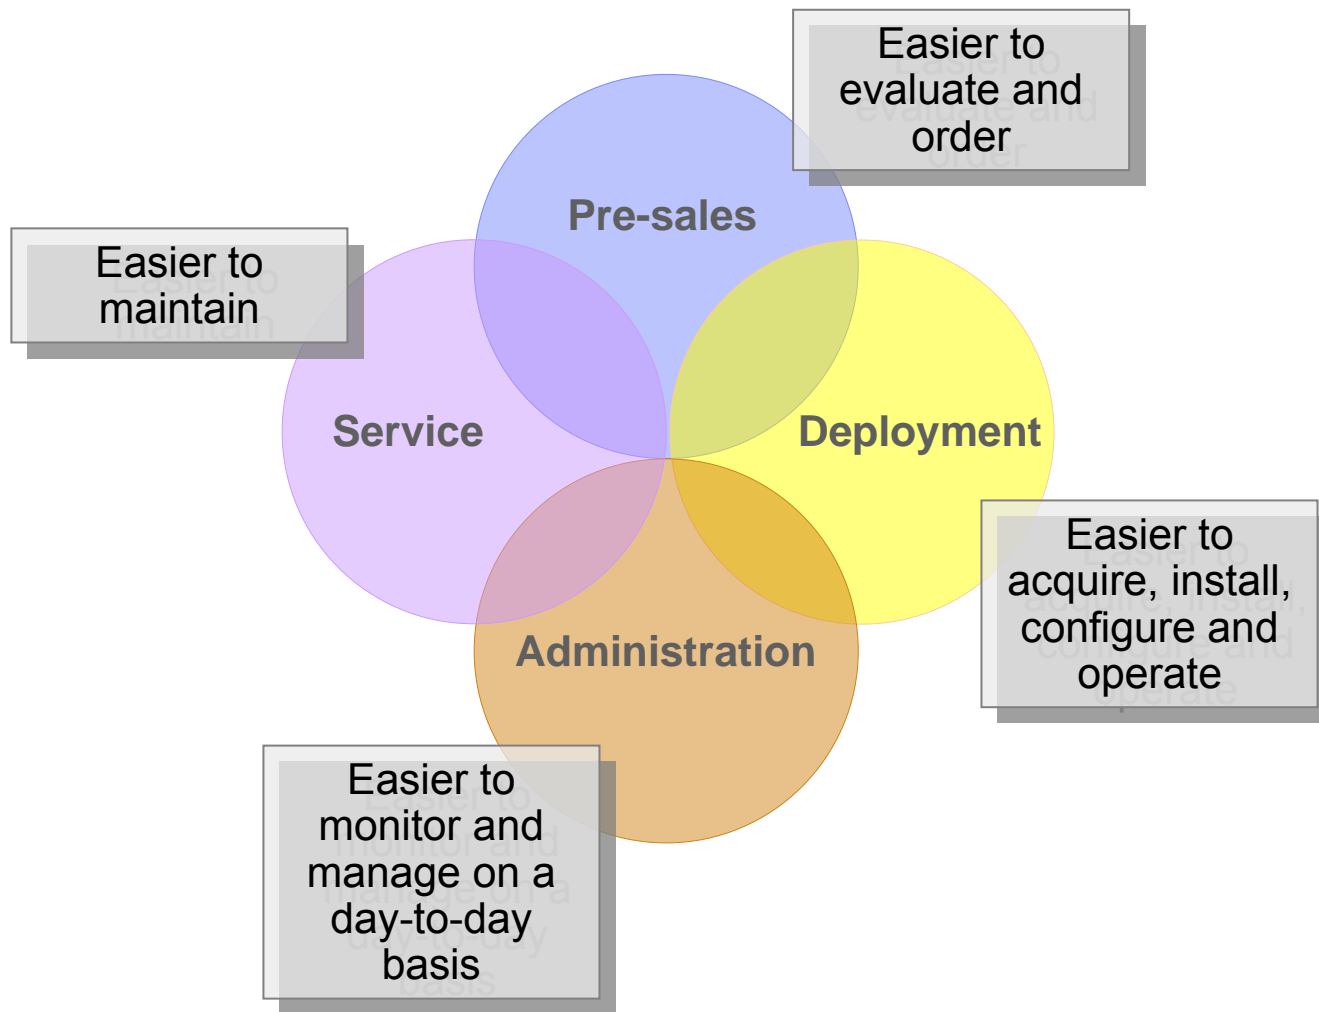 Easier to
evaluate and
order
Pre-sales
Easier to
maintain
Service
Deployment
Easier to
acquire, install,
configure and
operate
Administration
Easier to
monitor and
manage on a
day-to-day
basis